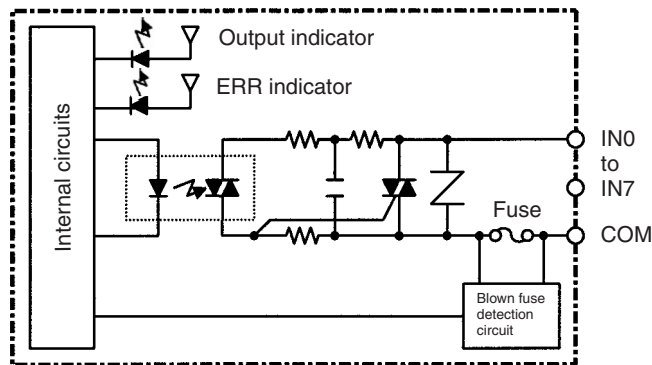 Output indicator
ERR indicator
Internal circuits
IN0
to
IN7
Fuse
COM
Blown fuse
detection
circuit